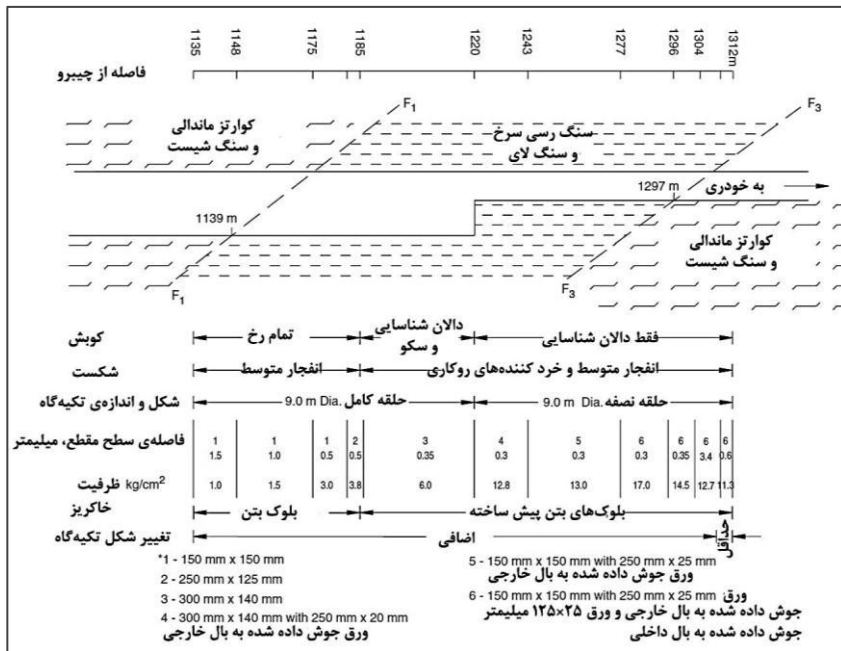 1135 1148 1175 1185 1220 1243 1277 1296 1304 1312m
فاصله از چیبرو
F1
F3
کوارتز ماندالی
و سنگ شیست
سنگ رسی سرخ
و سنگ لای
1297 m
به خودری
1139 m
کوارتز ماندالی
و سنگ شیست
F1
F3
کوبش
تمام رخ
دالان شناسایی
و سکو
فقط دالان شناسایی
شکست
انفجار متوسط
انفجار متوسط و خرد کننده‌های روکاری
شکل و اندازه‌ی تکیه‌گاه
حلقه کامل 9.0 m Dia.
حلقه نصفه 9.0 m Dia.
فاصله‌ی سطح مقطع، میلیمتر
1 1 1 2 3 4 5 6 6 6 6
1.5 1.0 0.5 0.5 0.35 0.3 0.3 0.3 0.35 3.4 0.6
ظرفیت kg/cm2
1.0 1.5 3.0 3.8 6.0 12.8 13.0 17.0 14.5 12.7 11.3
خاکریز
بلوک بتن
بلوک‌های بتن پیش ساخته
تغییر شکل تکیه‌گاه
اضافی
حداقل
*1 - 150 mm x 150 mm
2 - 250 mm x 125 mm
3 - 300 mm x 140 mm
4 - 300 mm x 140 mm with 250 mm x 20 mm
ورق جوش داده شده به بال خارجی
5 - 150 mm x 150 mm with 250 mm x 25 mm
ورق جوش داده شده به بال خارجی
6 - 150 mm x 150 mm with 250 mm x 25 mm ورق
جوش داده شده به بال خارجی و ورق ۲۵×۱۲۵ میلیمتر
جوش داده شده به بال داخلی